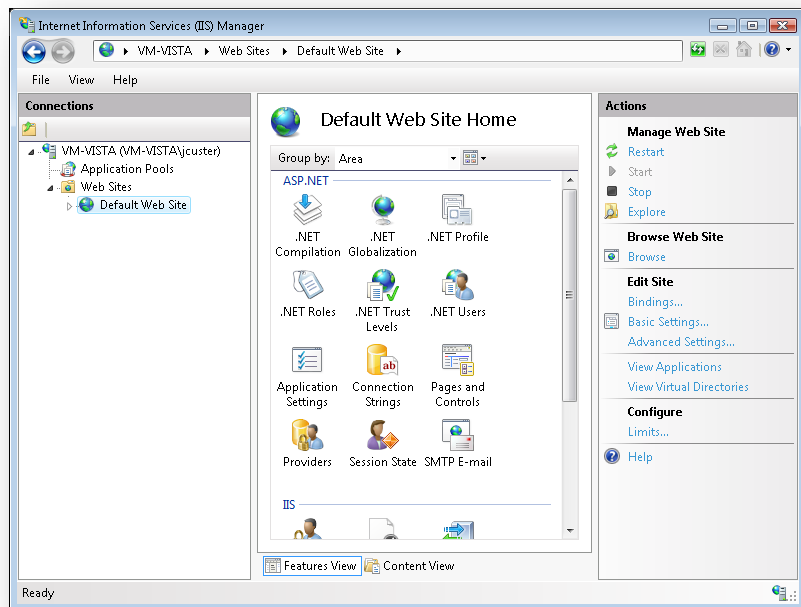 Internet Information Services (IIS) Manager
VM-VISTA Web Sites Default Web Site
File View Help
Connections
VM-VISTA (VM-VISTA\jcuster)
Application Pools
Web Sites
Default Web Site
Default Web Site Home
Group by: Area
ASP.NET
.NET Compilation
.NET Globalization
.NET Profile
.NET Roles
.NET Trust Levels
.NET Users
Application Settings
Connection Strings
ab
Pages and Controls
Providers
Session State
SMTP E-mail
IIS
Features View
Content View
Actions
Manage Web Site
Restart
Start
Stop
Explore
Browse Web Site
Browse
Edit Site
Bindings...
Basic Settings...
Advanced Settings...
View Applications
View Virtual Directories
Configure
Limits...
Help
Ready